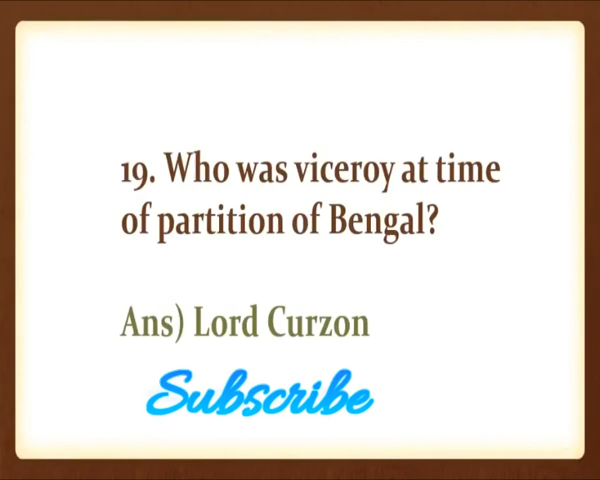 19. Who was viceroy at time
of partition of Bengal?
Ans) Lord Curzon
Subscribe